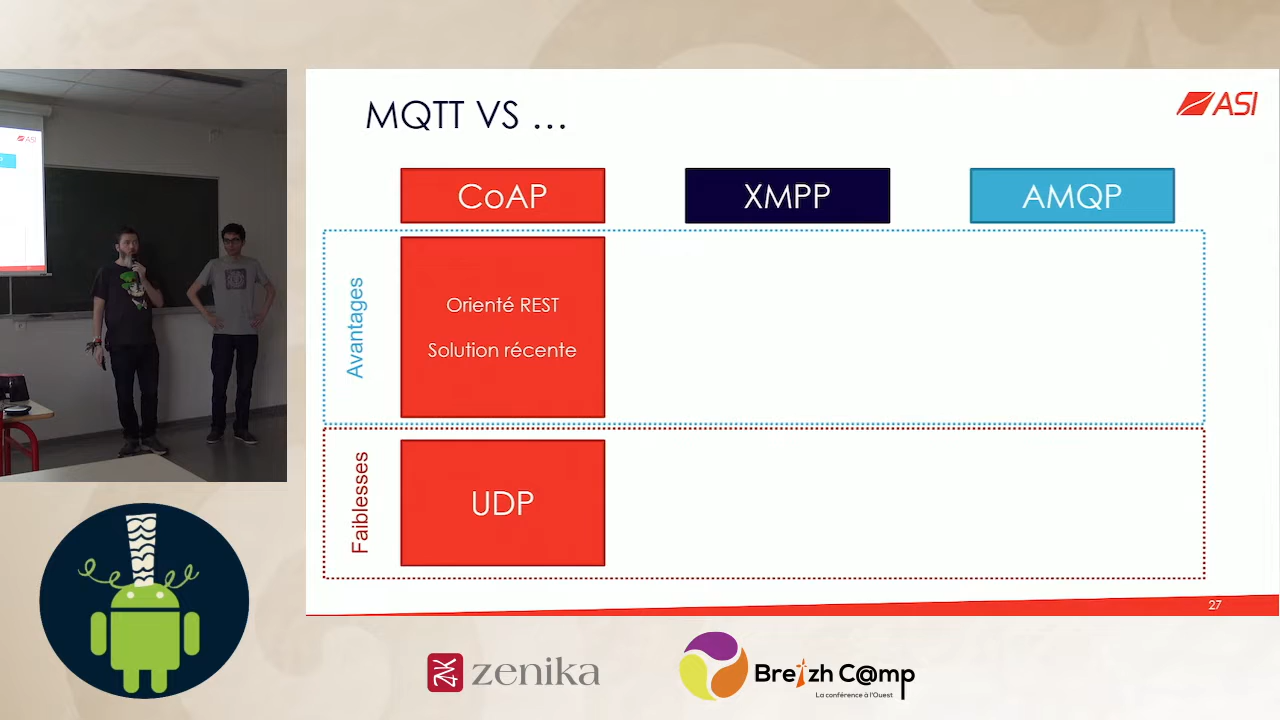 MQTT VS ...
ASI
CoAP
XMPP
AMQP
Avantages
Orienté REST
Solution récente
Faiblesses
UDP
27
ASI
zenika
Breizh C@mp
La conférence à l'Ouest